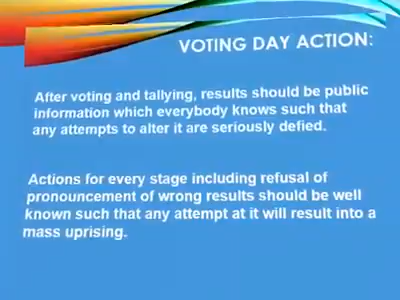 VOTING DAY ACTION:
After voting and tallying, results should be public
information which everybody knows such that
any attempts to alter it are seriously defied.
Actions for every stage including refusal of
pronouncement of wrong results should be well
known such that any attempt at it will result into a
mass uprising.